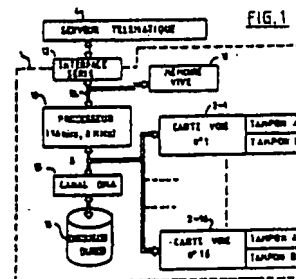 FIG.1
SERVEUR TELEMATIQUE
INTERFACE
SERIE
MEMOIRE
VIVE
PROCESSEUR
CARTE VOIE
n°1
TAMPON A
TAMPON B
CANAL DMA
CARTE VOIE
n°16
TAMPON A
TAMPON B